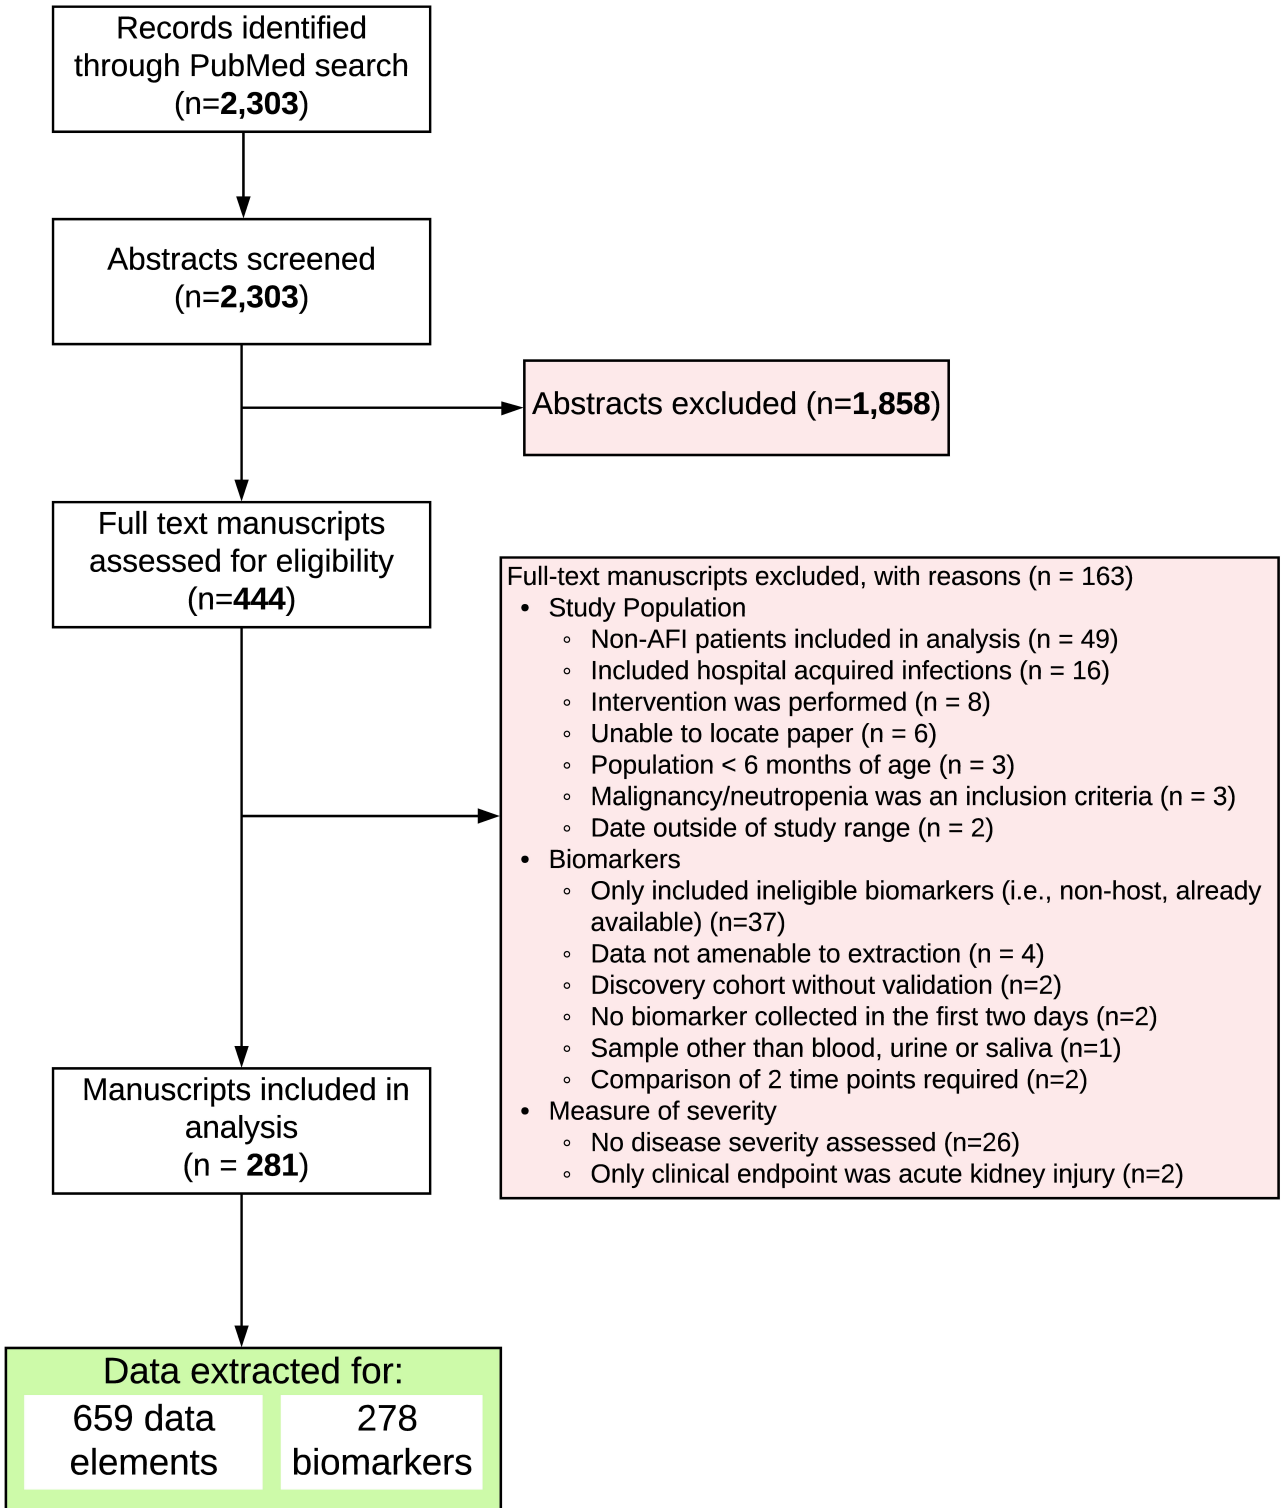 Records identified
through PubMed search
(n=2,303)
Abstracts screened
(n=2,303)
Abstracts excluded (n=1,858)
Full text manuscripts
assessed for eligibility
(n=444)
Full-text manuscripts excluded, with reasons (n = 163)
• Study Population
◦ Non-AFI patients included in analysis (n = 49)
◦ Included hospital acquired infections (n = 16)
◦ Intervention was performed (n = 8)
◦ Unable to locate paper (n = 6)
◦ Population < 6 months of age (n = 3)
◦ Malignancy/neutropenia was an inclusion criteria (n = 3)
◦ Date outside of study range (n = 2)
• Biomarkers
◦ Only included ineligible biomarkers (i.e., non-host, already
available) (n=37)
◦ Data not amenable to extraction (n = 4)
◦ Discovery cohort without validation (n=2)
◦ No biomarker collected in the first two days (n=2)
◦ Sample other than blood, urine or saliva (n=1)
◦ Comparison of 2 time points required (n=2)
• Measure of severity
◦ No disease severity assessed (n=26)
◦ Only clinical endpoint was acute kidney injury (n=2)
Manuscripts included in
analysis
(n = 281)
Data extracted for:
659 data
elements
278
biomarkers